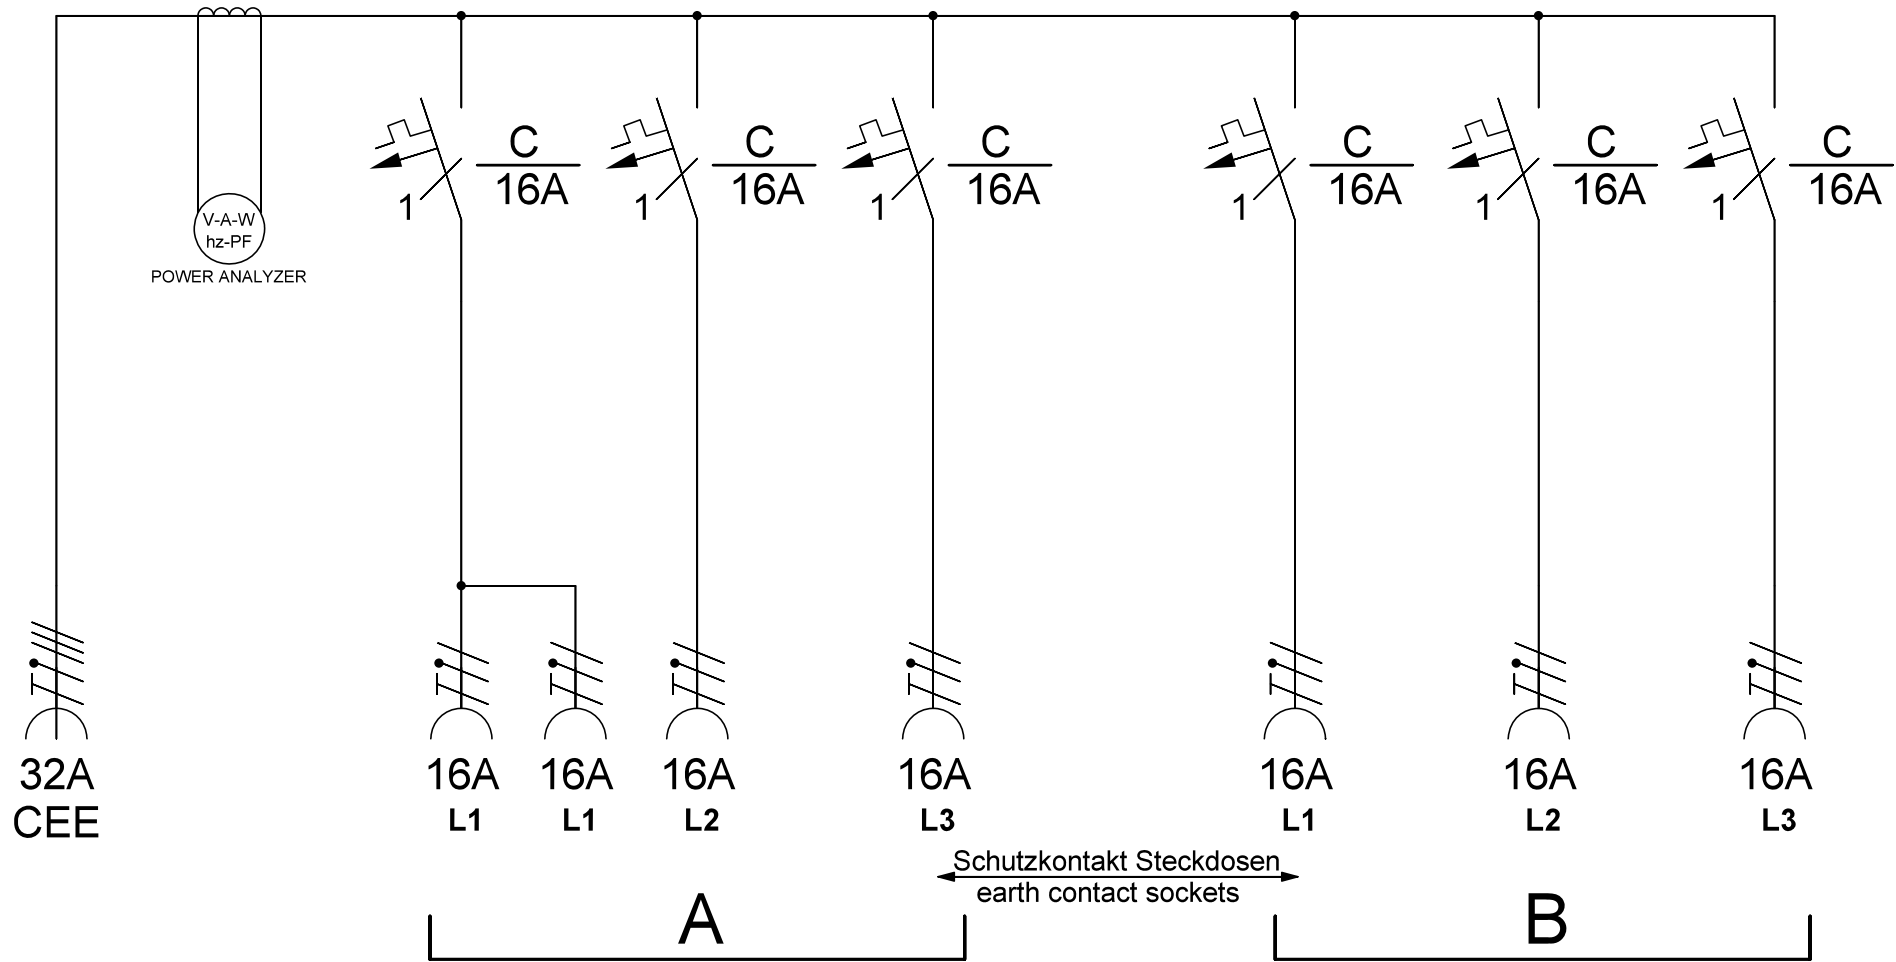 V-A-W
hz-PF
POWER ANALYZER
C
16A
1
C
16A
1
C
16A
1
C
16A
1
C
16A
1
C
16A
1
32A
CEE
16A
L1
16A
L1
16A
L2
16A
L3
16A
L1
16A
L2
16A
L3
Schutzkontakt Steckdosen
earth contact sockets
A
B